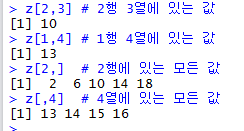 > z[2,3] # 2행 3열에 있는 값
[1] 10
> z[1,4] # 1행 4열에 있는 값
[1] 13
> z[2,] # 2행에 있는 모든 값
[1]  2  6 10 14 18
> z[,4] # 4열에 있는 모든 값
[1] 13 14 15 16